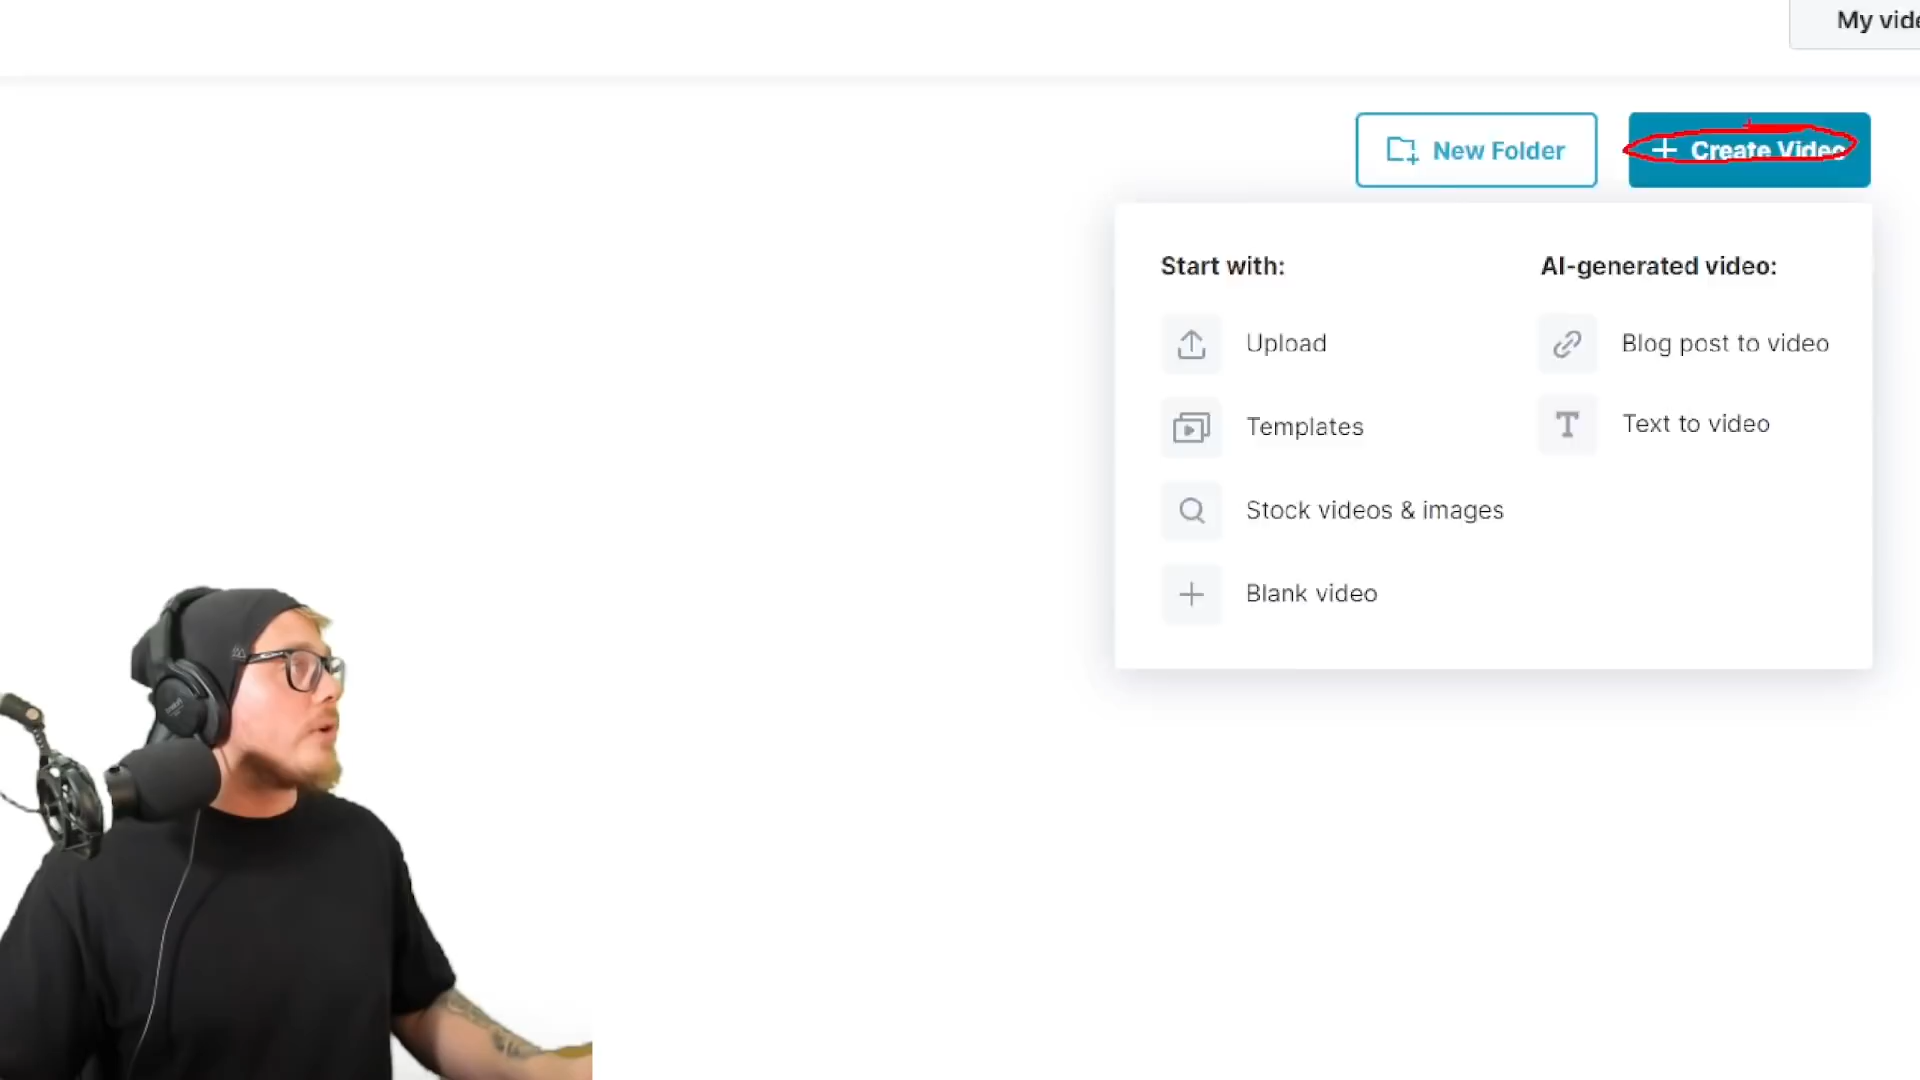 My vide
New Folder
+ Create Video
Start with:
AI-generated video:
Upload
Blog post to video
Templates
T Text to video
Stock videos & images
Blank video